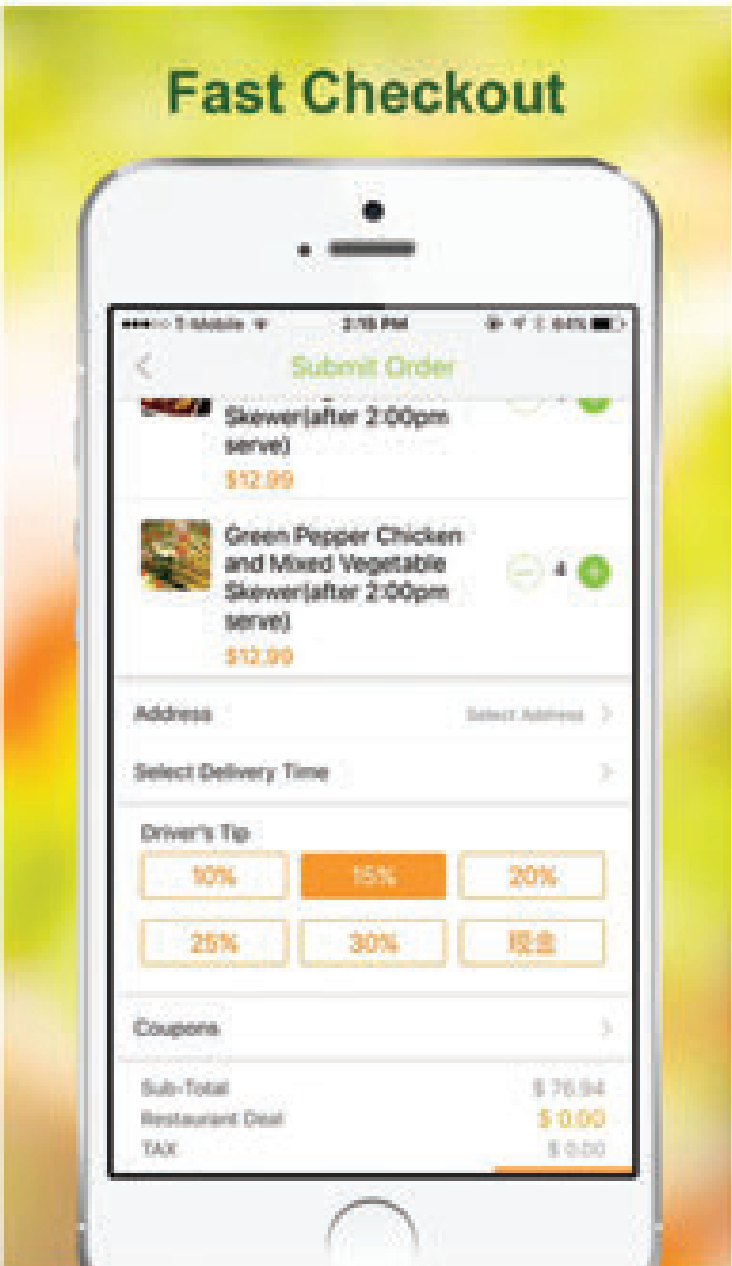 Fast Checkout
T-Mobile
2:15 PM
64%
Submit Order
Skewer(after 2:00pm
serve)
$12.99
Green Pepper Chicken
and Mixed Vegetable
Skewer(after 2:00pm
serve)
$12.99
4
Address
Select Address
Select Delivery Time
Driver's Tip
10%
15%
20%
25%
30%
现金
Coupons
Sub-Total
$ 76.94
Restaurant Deal
$ 0.00
TAX
$ 0.00